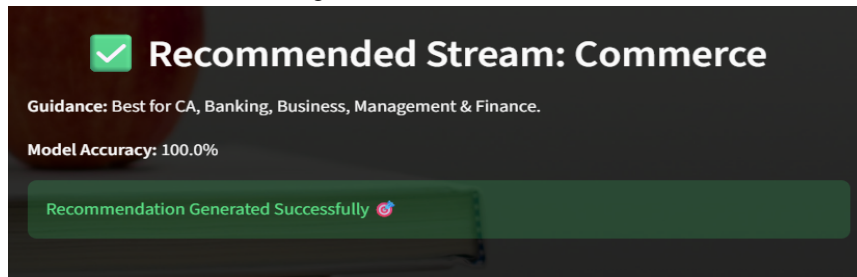 ✅ Recommended Stream: Commerce
Guidance: Best for CA, Banking, Business, Management & Finance.
Model Accuracy: 100.0%
Recommendation Generated Successfully 🎯